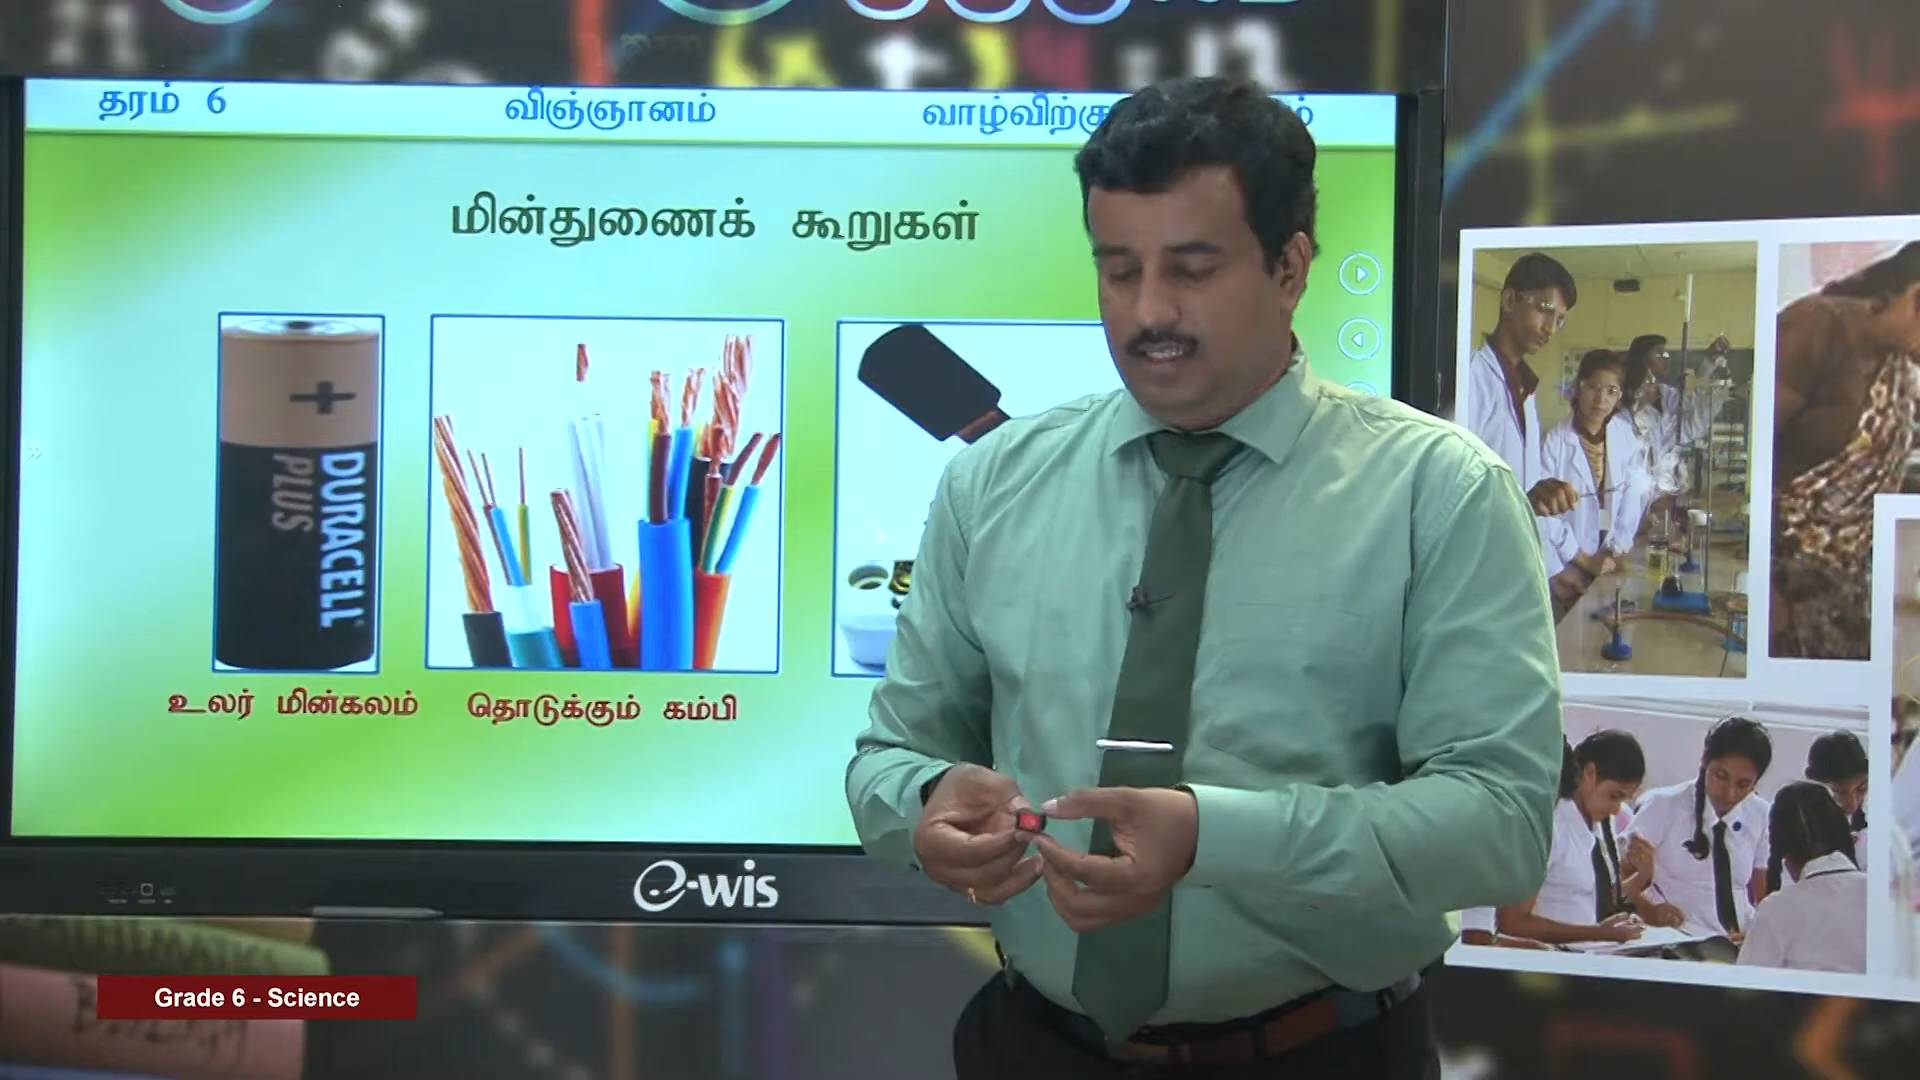 தரம் 6
விஞ்ஞானம்
மின்துணைக் கூறுகள்
+
DURACELL
PLUS
உலர் மின்கலம்
தொடுக்கும் கம்பி
e-wis
Grade 6 - Science